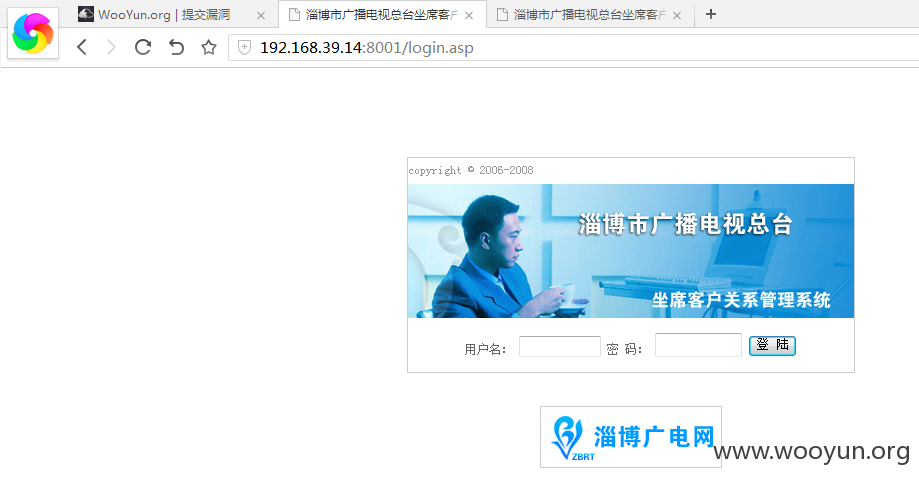 WooYun.org | 提交漏洞
淄博市广播电视总台坐席客户
淄博市广播电视总台坐席客户
192.168.39.14:8001/login.asp
copyright © 2006-2008
淄博市广播电视总台
坐席客户关系管理系统
用户名: 密 码: 登 陆
淄博广电网
ZBRT
www.wooyun.org